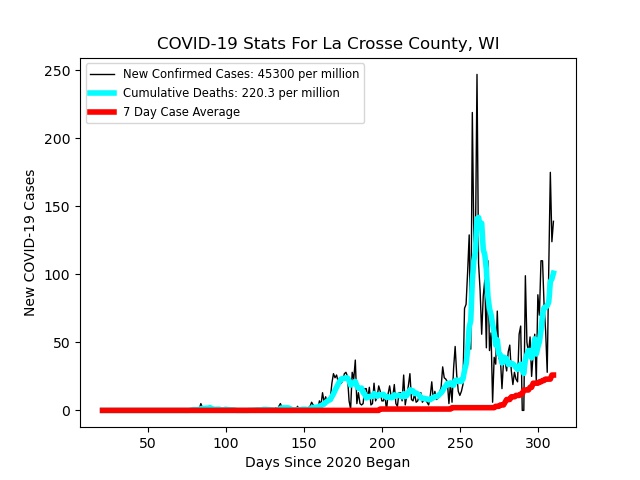 COVID-19 Stats For La Crosse County, WI
New Confirmed Cases: 45300 per million
Cumulative Deaths: 220.3 per million
7 Day Case Average
250
200
150
100
50
0
New COVID-19 Cases
50 100 150 200 250 300
Days Since 2020 Began